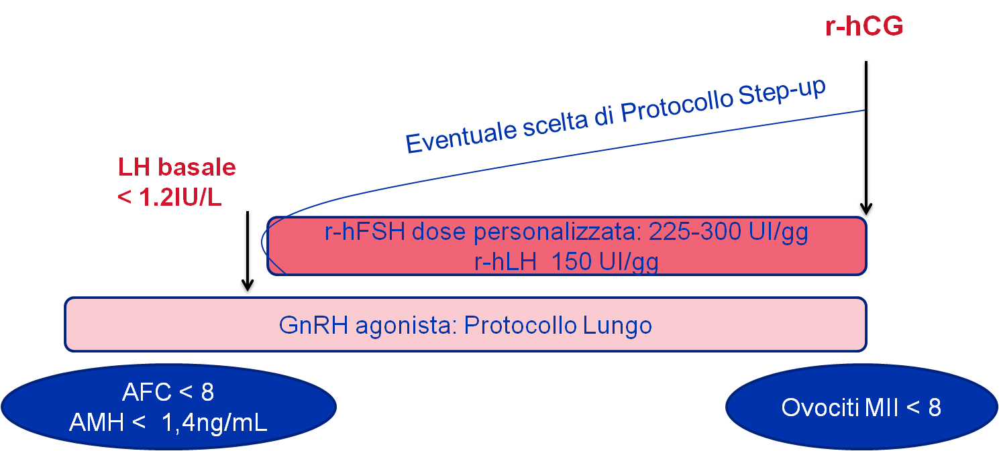 r-hCG
Eventuale scelta di Protocollo Step-up
LH basale
< 1.2IU/L
r-hFSH dose personalizzata: 225-300 UI/gg
r-hLH 150 UI/gg
GnRH agonista: Protocollo Lungo
AFC < 8
AMH < 1,4ng/mL
Ovociti MII < 8